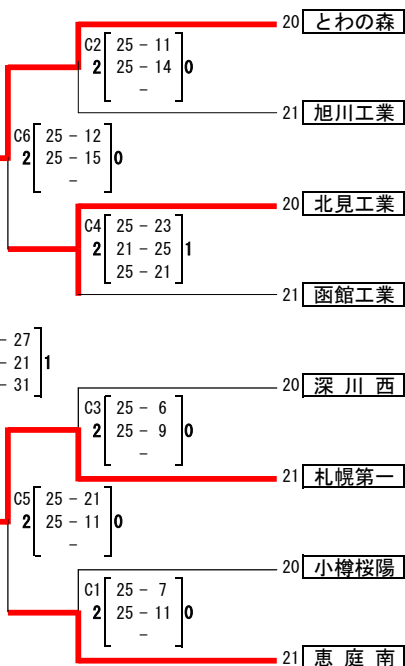 20 とわの森
C2 25 - 11
2 25 - 14 0
-
21 旭川工業
C6 25 - 12
2 25 - 15 0
-
20 北見工業
C4 25 - 23
2 21 - 25 1
25 - 21
21 函館工業
- 27
- 21 1
- 31
20 深川西
C3 25 - 6
2 25 - 9 0
-
21 札幌第一
C5 25 - 21
2 25 - 11 0
-
20 小樽桜陽
C1 25 - 7
2 25 - 11 0
-
21 恵庭南